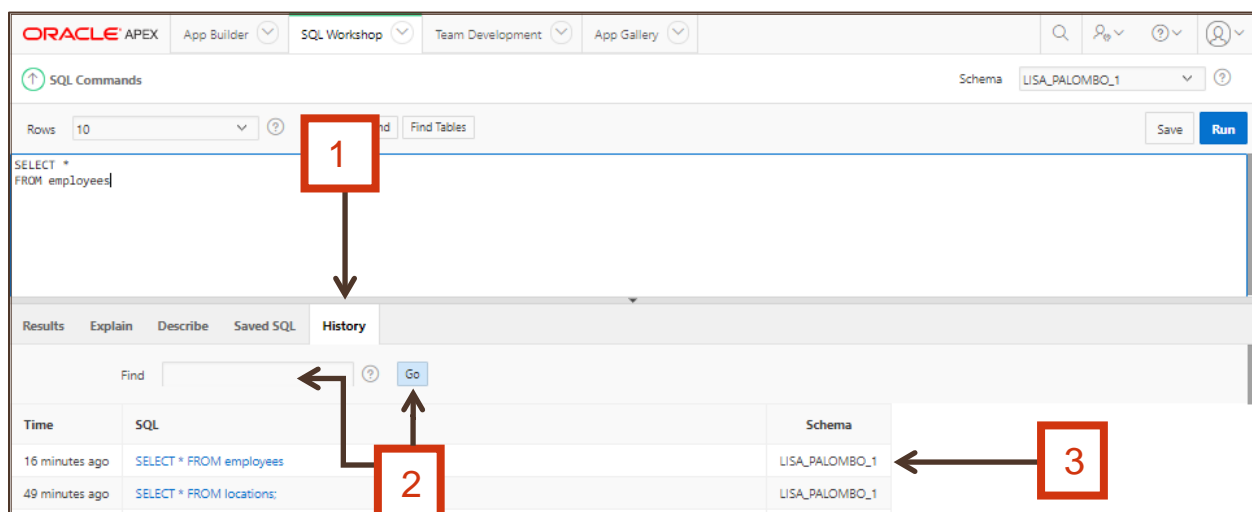 ORACLE APEX App Builder SQL Workshop Team Development App Gallery
SQL Commands Schema LISA_PALOMBO_1
Rows 10 Find Tables Save Run
1
SELECT *
FROM employees
Results Explain Describe Saved SQL History
Find Go
Time SQL Schema
16 minutes ago SELECT * FROM employees LISA_PALOMBO_1
3
49 minutes ago SELECT * FROM locations; LISA_PALOMBO_1
2